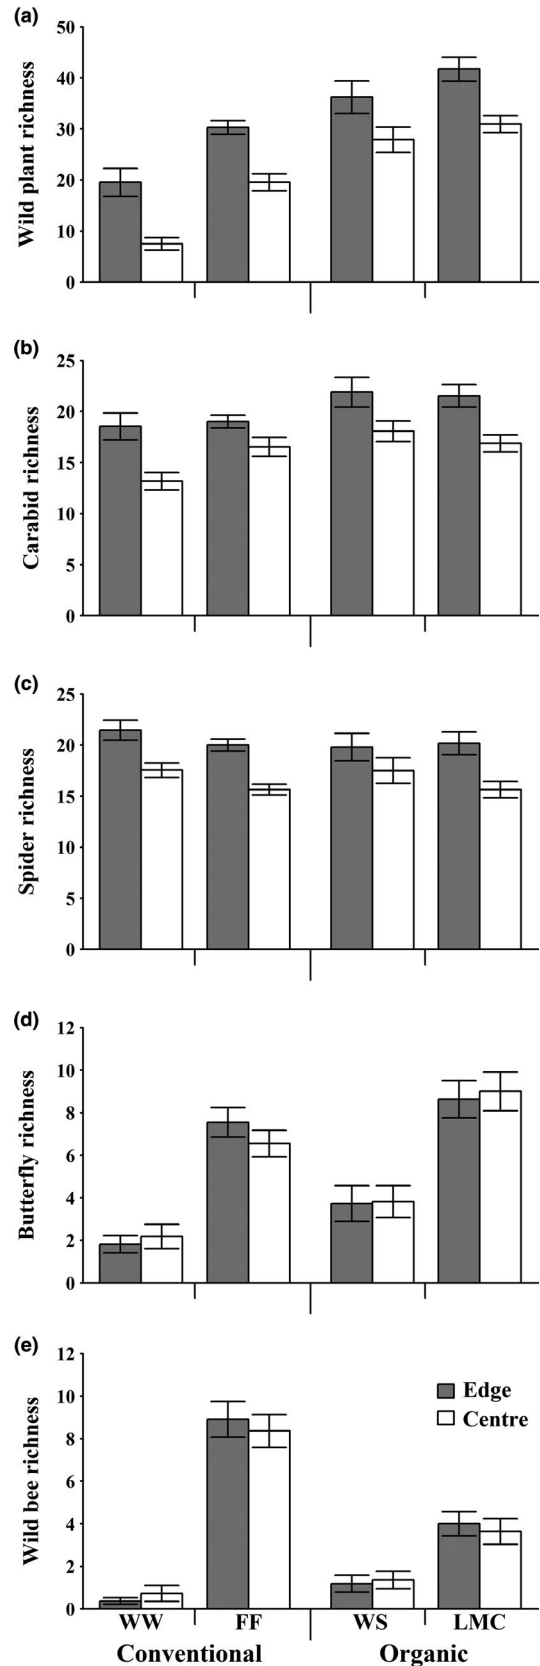 (a)
Wild plant richness
50
40
30
20
10
0
(b)
Carabid richness
25
20
15
10
5
0
(c)
Spider richness
25
20
15
10
5
0
(d)
Butterfly richness
12
10
8
6
4
2
0
(e)
Wild bee richness
12
10
8
6
4
2
0
Edge
Centre
WW FF WS LMC
Conventional Organic